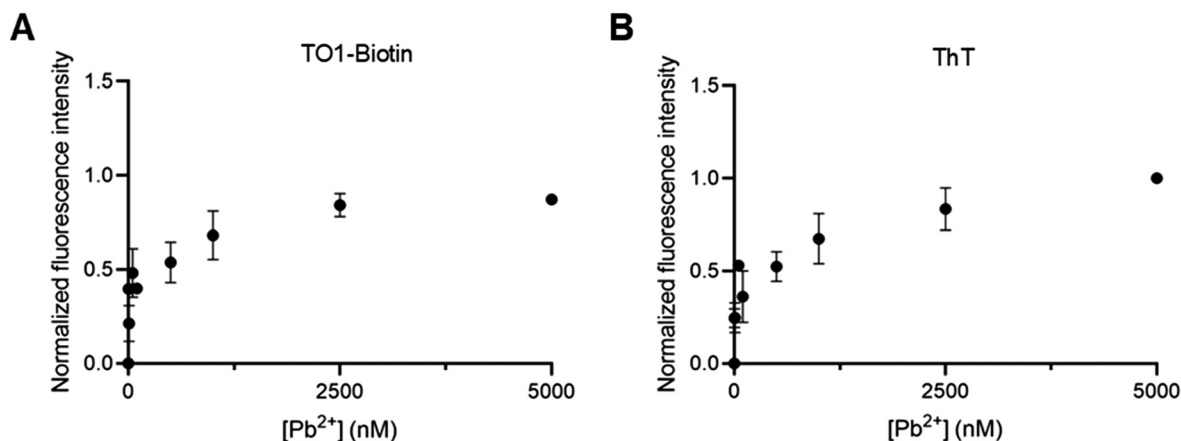 A
TO1-Biotin
Normalized fluorescence intensity
1.5
1.0
0.5
0.0
0
2500
5000
[Pb²⁺] (nM)
B
ThT
Normalized fluorescence intensity
1.5
1.0
0.5
0.0
0
2500
5000
[Pb²⁺] (nM)